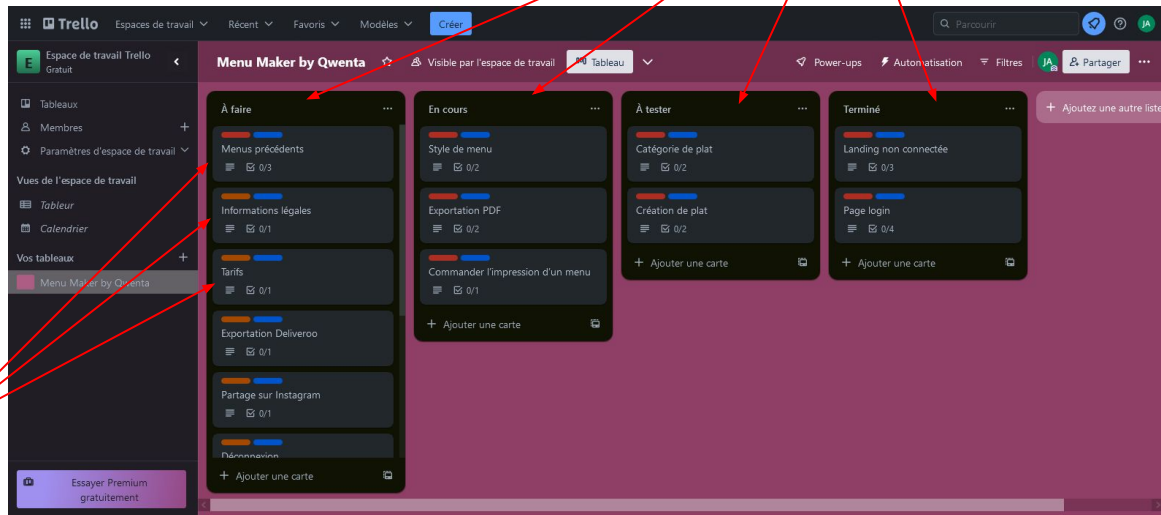 Trello Espaces de travail Récent Favoris Modèles Créer Parcourir JA
E Espace de travail Trello
Gratuit
Menu Maker by Qwenta Visible par l'espace de travail Tableau Power-ups Automatisation Filtres JA Partager
Tableaux
Membres
Paramètres d'espace de travail
Vues de l'espace de travail
Tableur
Calendrier
Vos tableaux
Menu Maker by Qwenta
Essayer Premium
gratuitement
À faire
Menus précédents
0/3
Informations légales
0/1
Tarifs
0/1
Exportation Deliveroo
0/1
Partage sur Instagram
0/1
Déconnexion
+ Ajouter une carte
En cours
Style de menu
0/2
Exportation PDF
0/2
Commander l'impression d'un menu
0/1
+ Ajouter une carte
À tester
Catégorie de plat
0/2
Création de plat
0/2
+ Ajouter une carte
Terminé
Landing non connectée
0/3
Page login
0/4
+ Ajouter une carte
+ Ajoutez une autre liste